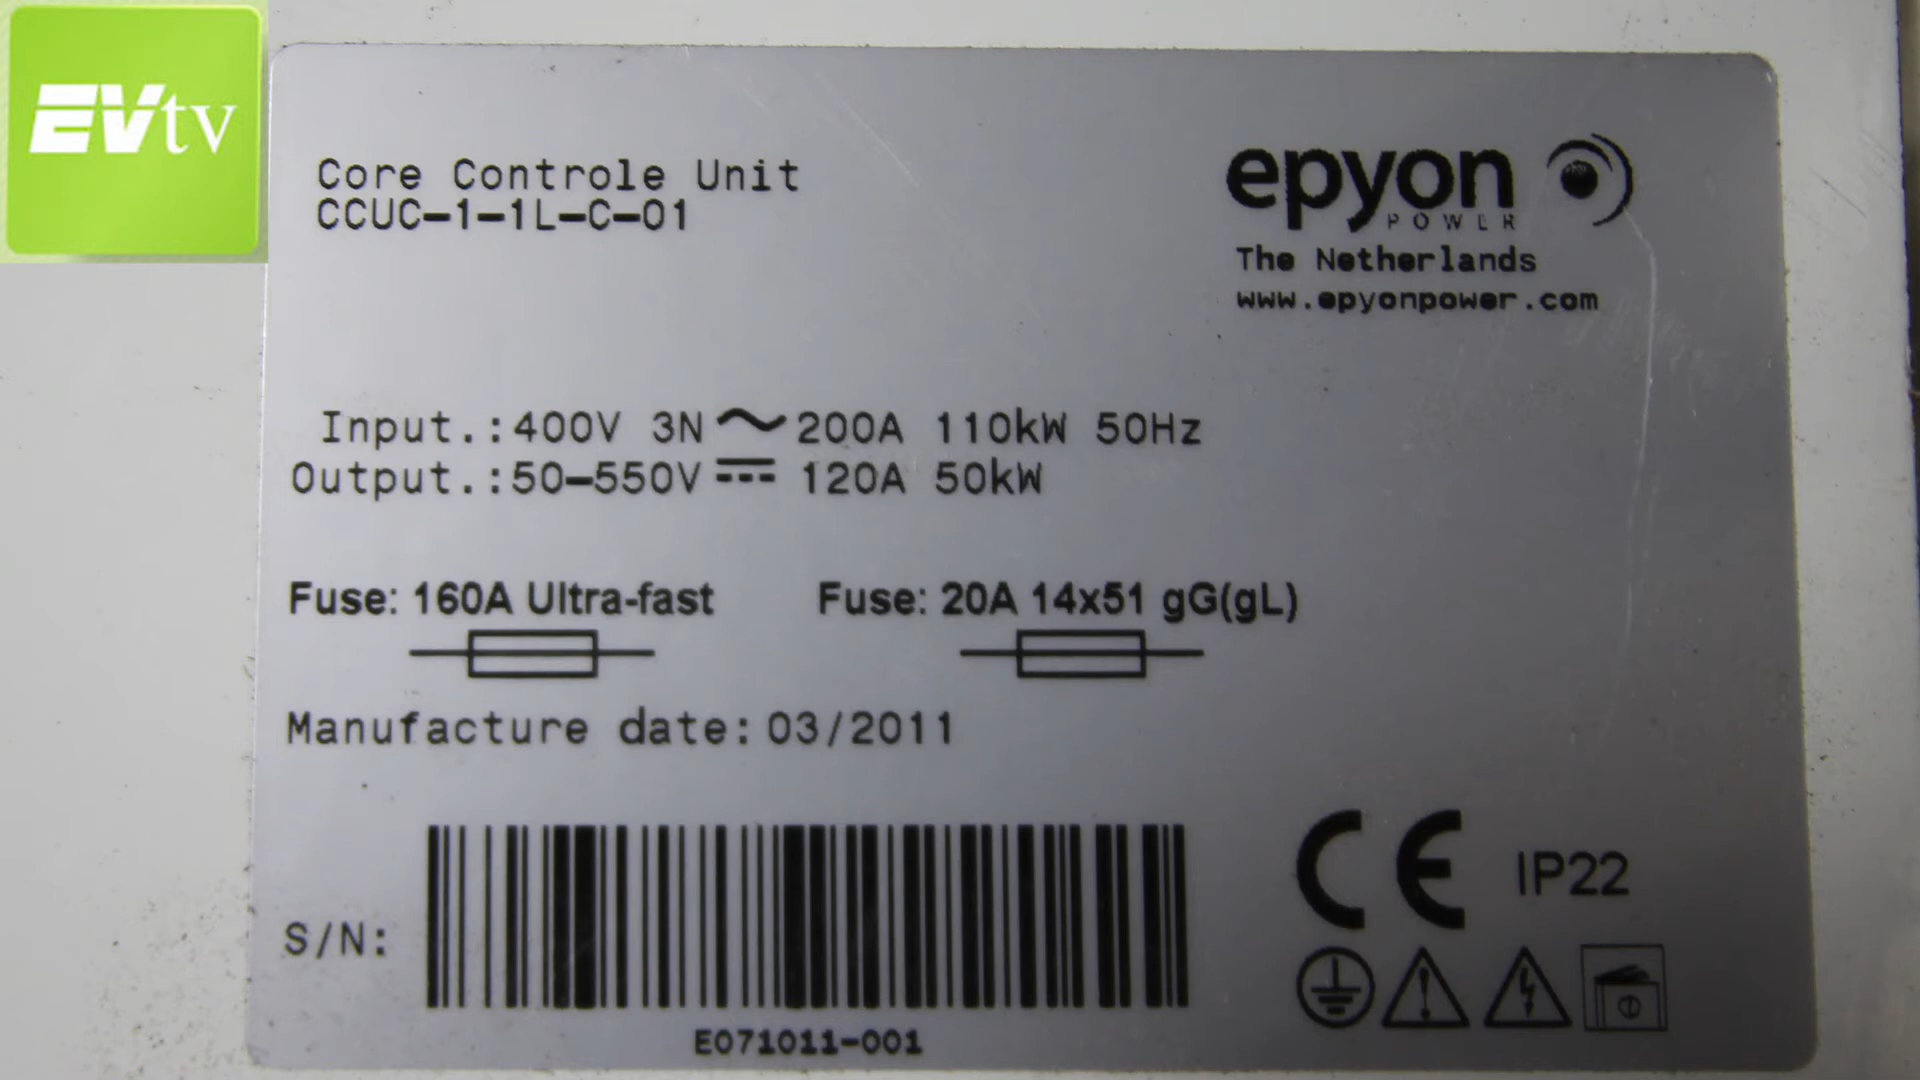 EVtv
Core Controle Unit
CCUC-1-1L-C-01
epyon
POWER
The Netherlands
www.epyonpower.com
Input.:400V 3N~200A 110kW 50Hz
Output.:50-550V⎓ 120A 50kW
Fuse: 160A Ultra-fast
Fuse: 20A 14x51 gG(gL)
Manufacture date: 03/2011
S/N:
E071011-001
CE IP22